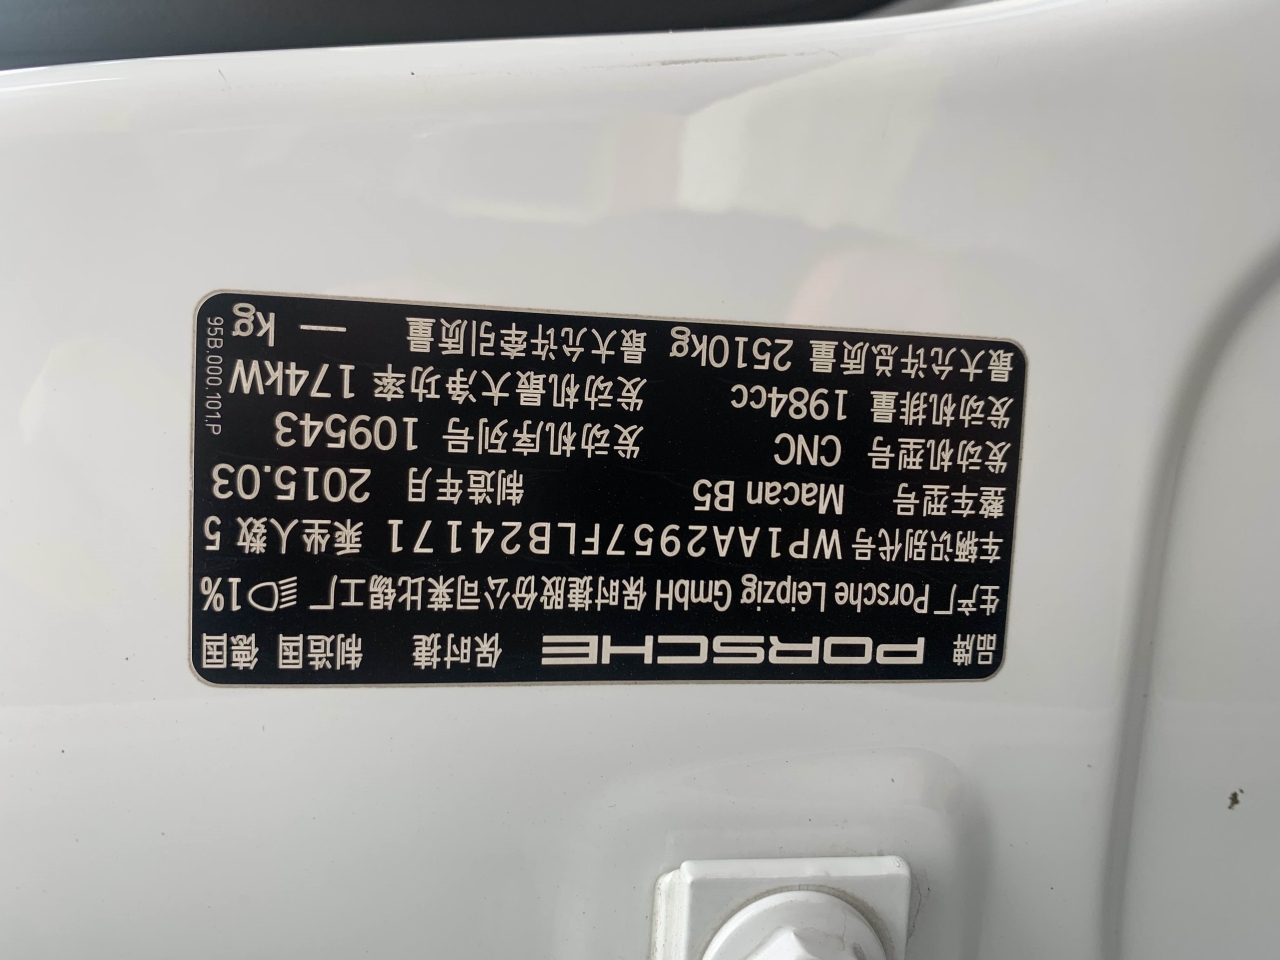 品牌 PORSCHE 保时捷 制造国 德国
生产厂 Porsche Leipzig GmbH 保时捷股份公司莱比锡工厂 1%
车辆识别代号 WP1AA2957FLB24171 乘坐人数 5
整车型号 Macan B5 制造年月 2015.03
发动机型号 CNC 发动机序列号 109543
发动机排量 1984cc 发动机最大净功率 174kW
最大允许总质量 2510kg 最大允许牵引质量 — kg
95B.000.101.P